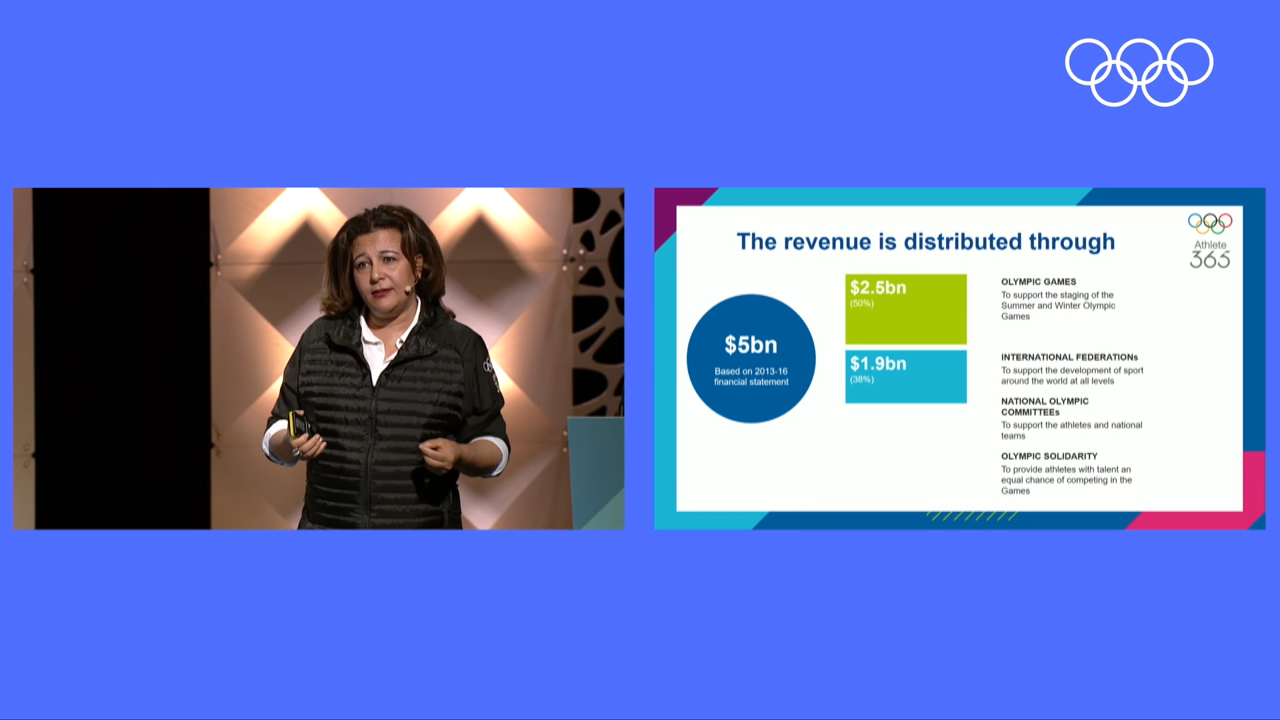 The revenue is distributed through
Athlete
365
$5bn
Based on 2013-16
financial statement
$2.5bn
(50%)
$1.9bn
(38%)
OLYMPIC GAMES
To support the staging of the
Summer and Winter Olympic
Games
INTERNATIONAL FEDERATIONs
To support the development of sport
around the world at all levels
NATIONAL OLYMPIC
COMMITTEEs
To support the athletes and national
teams
OLYMPIC SOLIDARITY
To provide athletes with talent an
equal chance of competing in the
Games